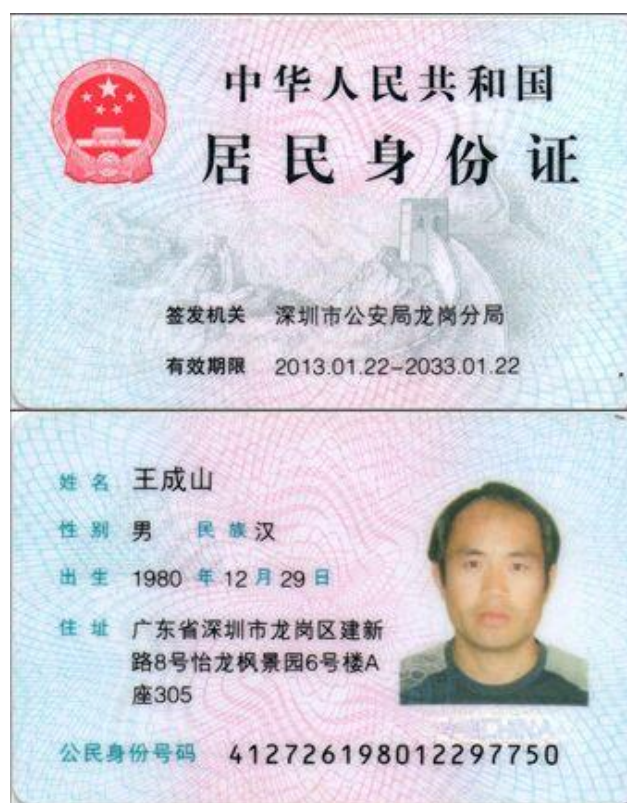 中华人民共和国
居民身份证
签发机关 深圳市公安局龙岗分局
有效期限 2013.01.22-2033.01.22
姓名 王成山
性别 男 民族 汉
出生 1980 年 12 月 29 日
住址 广东省深圳市龙岗区建新
路8号怡龙枫景园6号楼A
座305
公民身份号码 412726198012297750